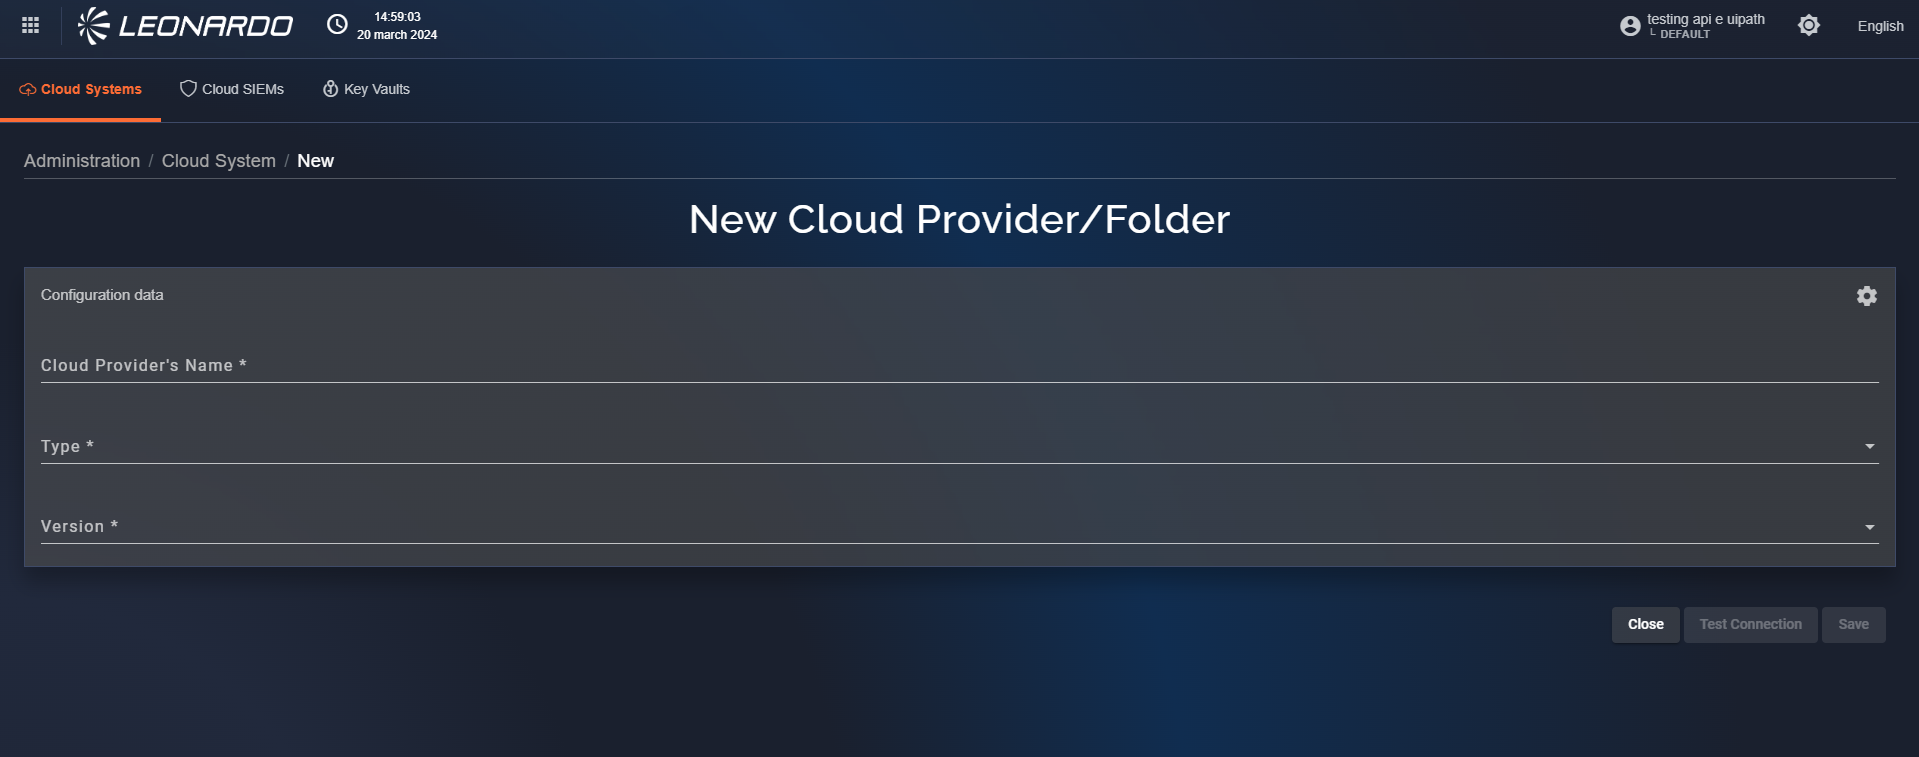 LEONARDO
14:59:03
20 march 2024
testing api e uipath
└ DEFAULT
English
Cloud Systems
Cloud SIEMs
Key Vaults
Administration / Cloud System / New
New Cloud Provider/Folder
Configuration data
Cloud Provider's Name *
Type *
Version *
Close
Test Connection
Save